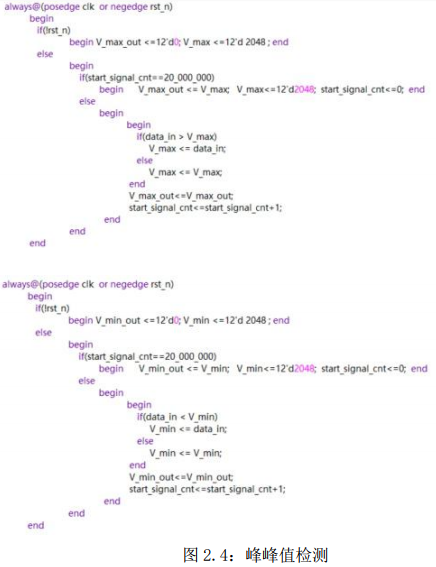 always@(posedge clk or negedge rst_n)
begin
if(!rst_n)
begin V_max_out <=12'd0; V_max <=12'd 2048 ; end
else
begin
if(start_signal_cnt==20_000_000)
begin V_max_out <= V_max; V_max<=12'd2048; start_signal_cnt<=0; end
else
begin
begin
if(data_in > V_max)
V_max <= data_in;
else
V_max <= V_max;
end
V_max_out<=V_max_out;
start_signal_cnt<=start_signal_cnt+1;
end
end
end
always@(posedge clk or negedge rst_n)
begin
if(!rst_n)
begin V_min_out <=12'd0; V_min <=12'd 2048 ; end
else
begin
if(start_signal_cnt==20_000_000)
begin V_min_out <= V_min; V_min<=12'd2048; start_signal_cnt<=0; end
else
begin
begin
if(data_in < V_min)
V_min <= data_in;
else
V_min <= V_min;
end
V_min_out<=V_min_out;
start_signal_cnt<=start_signal_cnt+1;
end
end
end
图 2.4：峰峰值检测